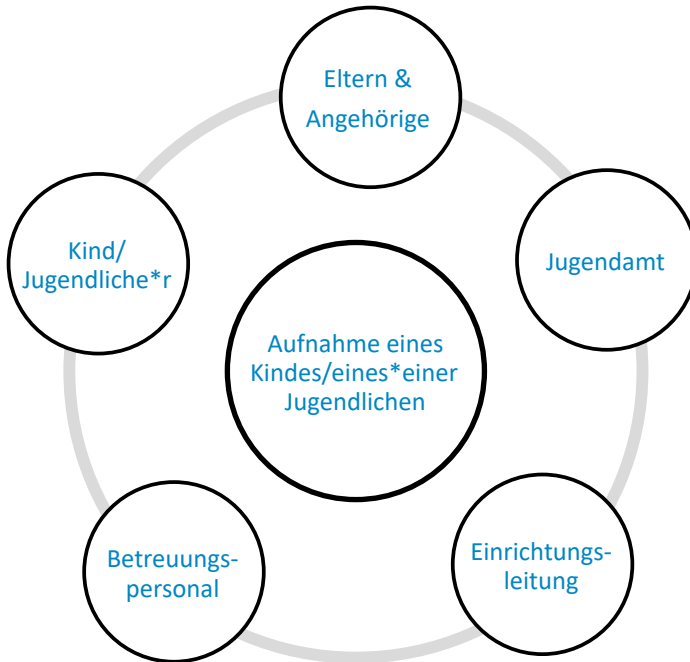 Eltern &
Angehörige
Jugendamt
Kind/
Jugendliche*r
Aufnahme eines
Kindes/eines*einer
Jugendlichen
Betreuungs-
personal
Einrichtungs-
leitung